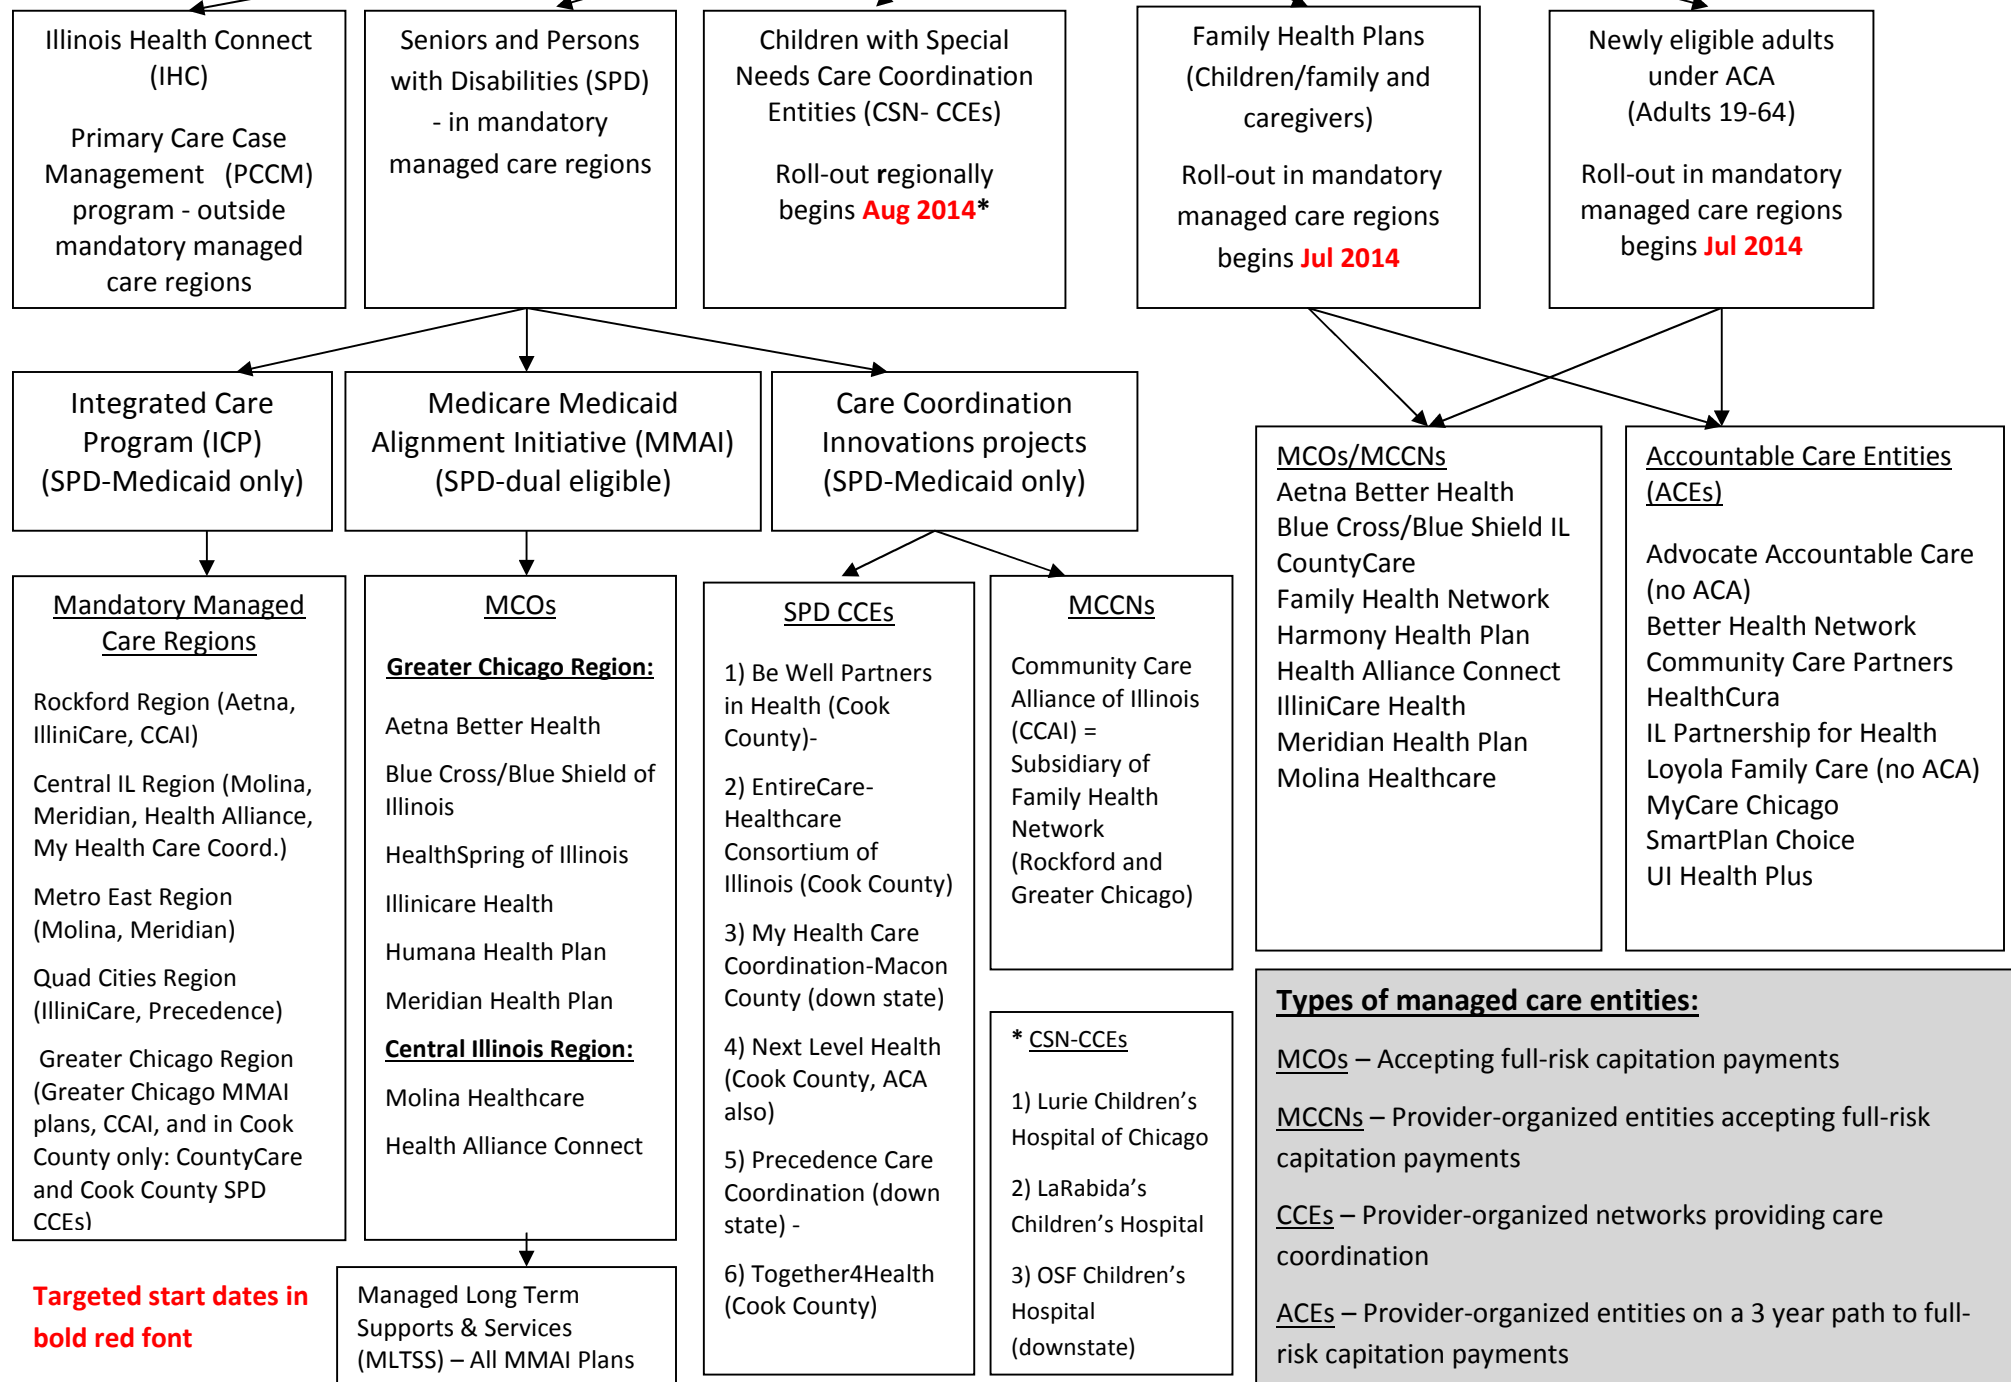 Illinois Health Connect
(IHC)
Primary Care Case
Management (PCCM)
program - outside
mandatory managed
care regions
Seniors and Persons
with Disabilities (SPD)
- in mandatory
managed care regions
Children with Special
Needs Care Coordination
Entities (CSN- CCEs)
Roll-out regionally
begins Aug 2014*
Family Health Plans
(Children/family and
caregivers)
Roll-out in mandatory
managed care regions
begins Jul 2014
Newly eligible adults
under ACA
(Adults 19-64)
Roll-out in mandatory
managed care regions
begins Jul 2014
Integrated Care
Program (ICP)
(SPD-Medicaid only)
Medicare Medicaid
Alignment Initiative (MMAI)
(SPD-dual eligible)
Care Coordination
Innovations projects
(SPD-Medicaid only)
MCOs/MCCNs
Aetna Better Health
Blue Cross/Blue Shield IL
CountyCare
Family Health Network
Harmony Health Plan
Health Alliance Connect
IlliniCare Health
Meridian Health Plan
Molina Healthcare
Accountable Care Entities
(ACEs)
Advocate Accountable Care
(no ACA)
Better Health Network
Community Care Partners
HealthCura
IL Partnership for Health
Loyola Family Care (no ACA)
MyCare Chicago
SmartPlan Choice
UI Health Plus
Mandatory Managed
Care Regions
Rockford Region (Aetna,
IlliniCare, CCAI)
Central IL Region (Molina,
Meridian, Health Alliance,
My Health Care Coord.)
Metro East Region
(Molina, Meridian)
Quad Cities Region
(IlliniCare, Precedence)
Greater Chicago Region
(Greater Chicago MMAI
plans, CCAI, and in Cook
County only: CountyCare
and Cook County SPD
CCEs)
MCOs
Greater Chicago Region:
Aetna Better Health
Blue Cross/Blue Shield of
Illinois
HealthSpring of Illinois
Illinicare Health
Humana Health Plan
Meridian Health Plan
Central Illinois Region:
Molina Healthcare
Health Alliance Connect
SPD CCEs
1) Be Well Partners
in Health (Cook
County)-
2) EntireCare-
Healthcare
Consortium of
Illinois (Cook County)
3) My Health Care
Coordination-Macon
County (down state)
4) Next Level Health
(Cook County, ACA
also)
5) Precedence Care
Coordination (down
state) -
6) Together4Health
(Cook County)
MCCNs
Community Care
Alliance of Illinois
(CCAI) =
Subsidiary of
Family Health
Network
(Rockford and
Greater Chicago)
* CSN-CCEs
1) Lurie Children's
Hospital of Chicago
2) LaRabida's
Children's Hospital
3) OSF Children's
Hospital
(downstate)
Types of managed care entities:
MCOs – Accepting full-risk capitation payments
MCCNs – Provider-organized entities accepting full-risk
capitation payments
CCEs – Provider-organized networks providing care
coordination
ACEs – Provider-organized entities on a 3 year path to full-
risk capitation payments
Targeted start dates in
bold red font
Managed Long Term
Supports & Services
(MLTSS) – All MMAI Plans